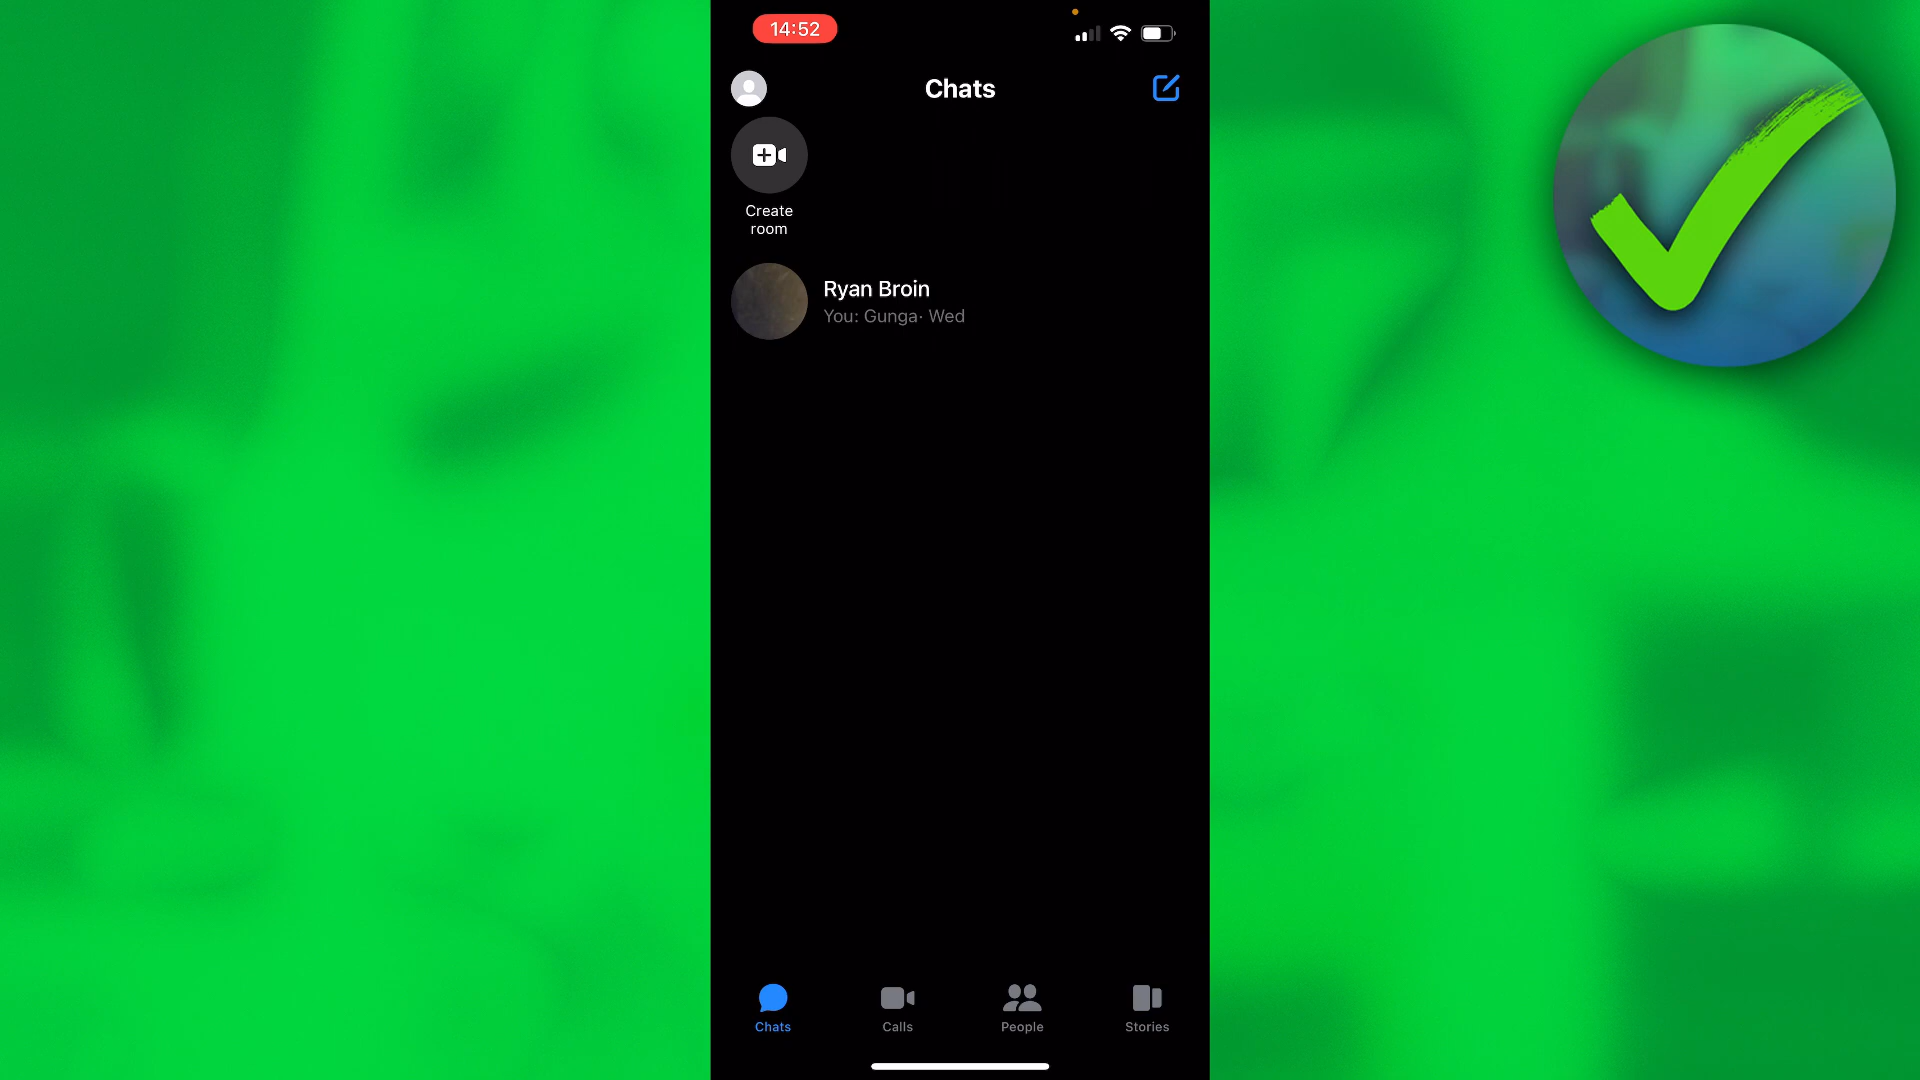 14:52
Chats
Create
room
Ryan Broin
You: Gunga· Wed
Chats
Calls
People
Stories